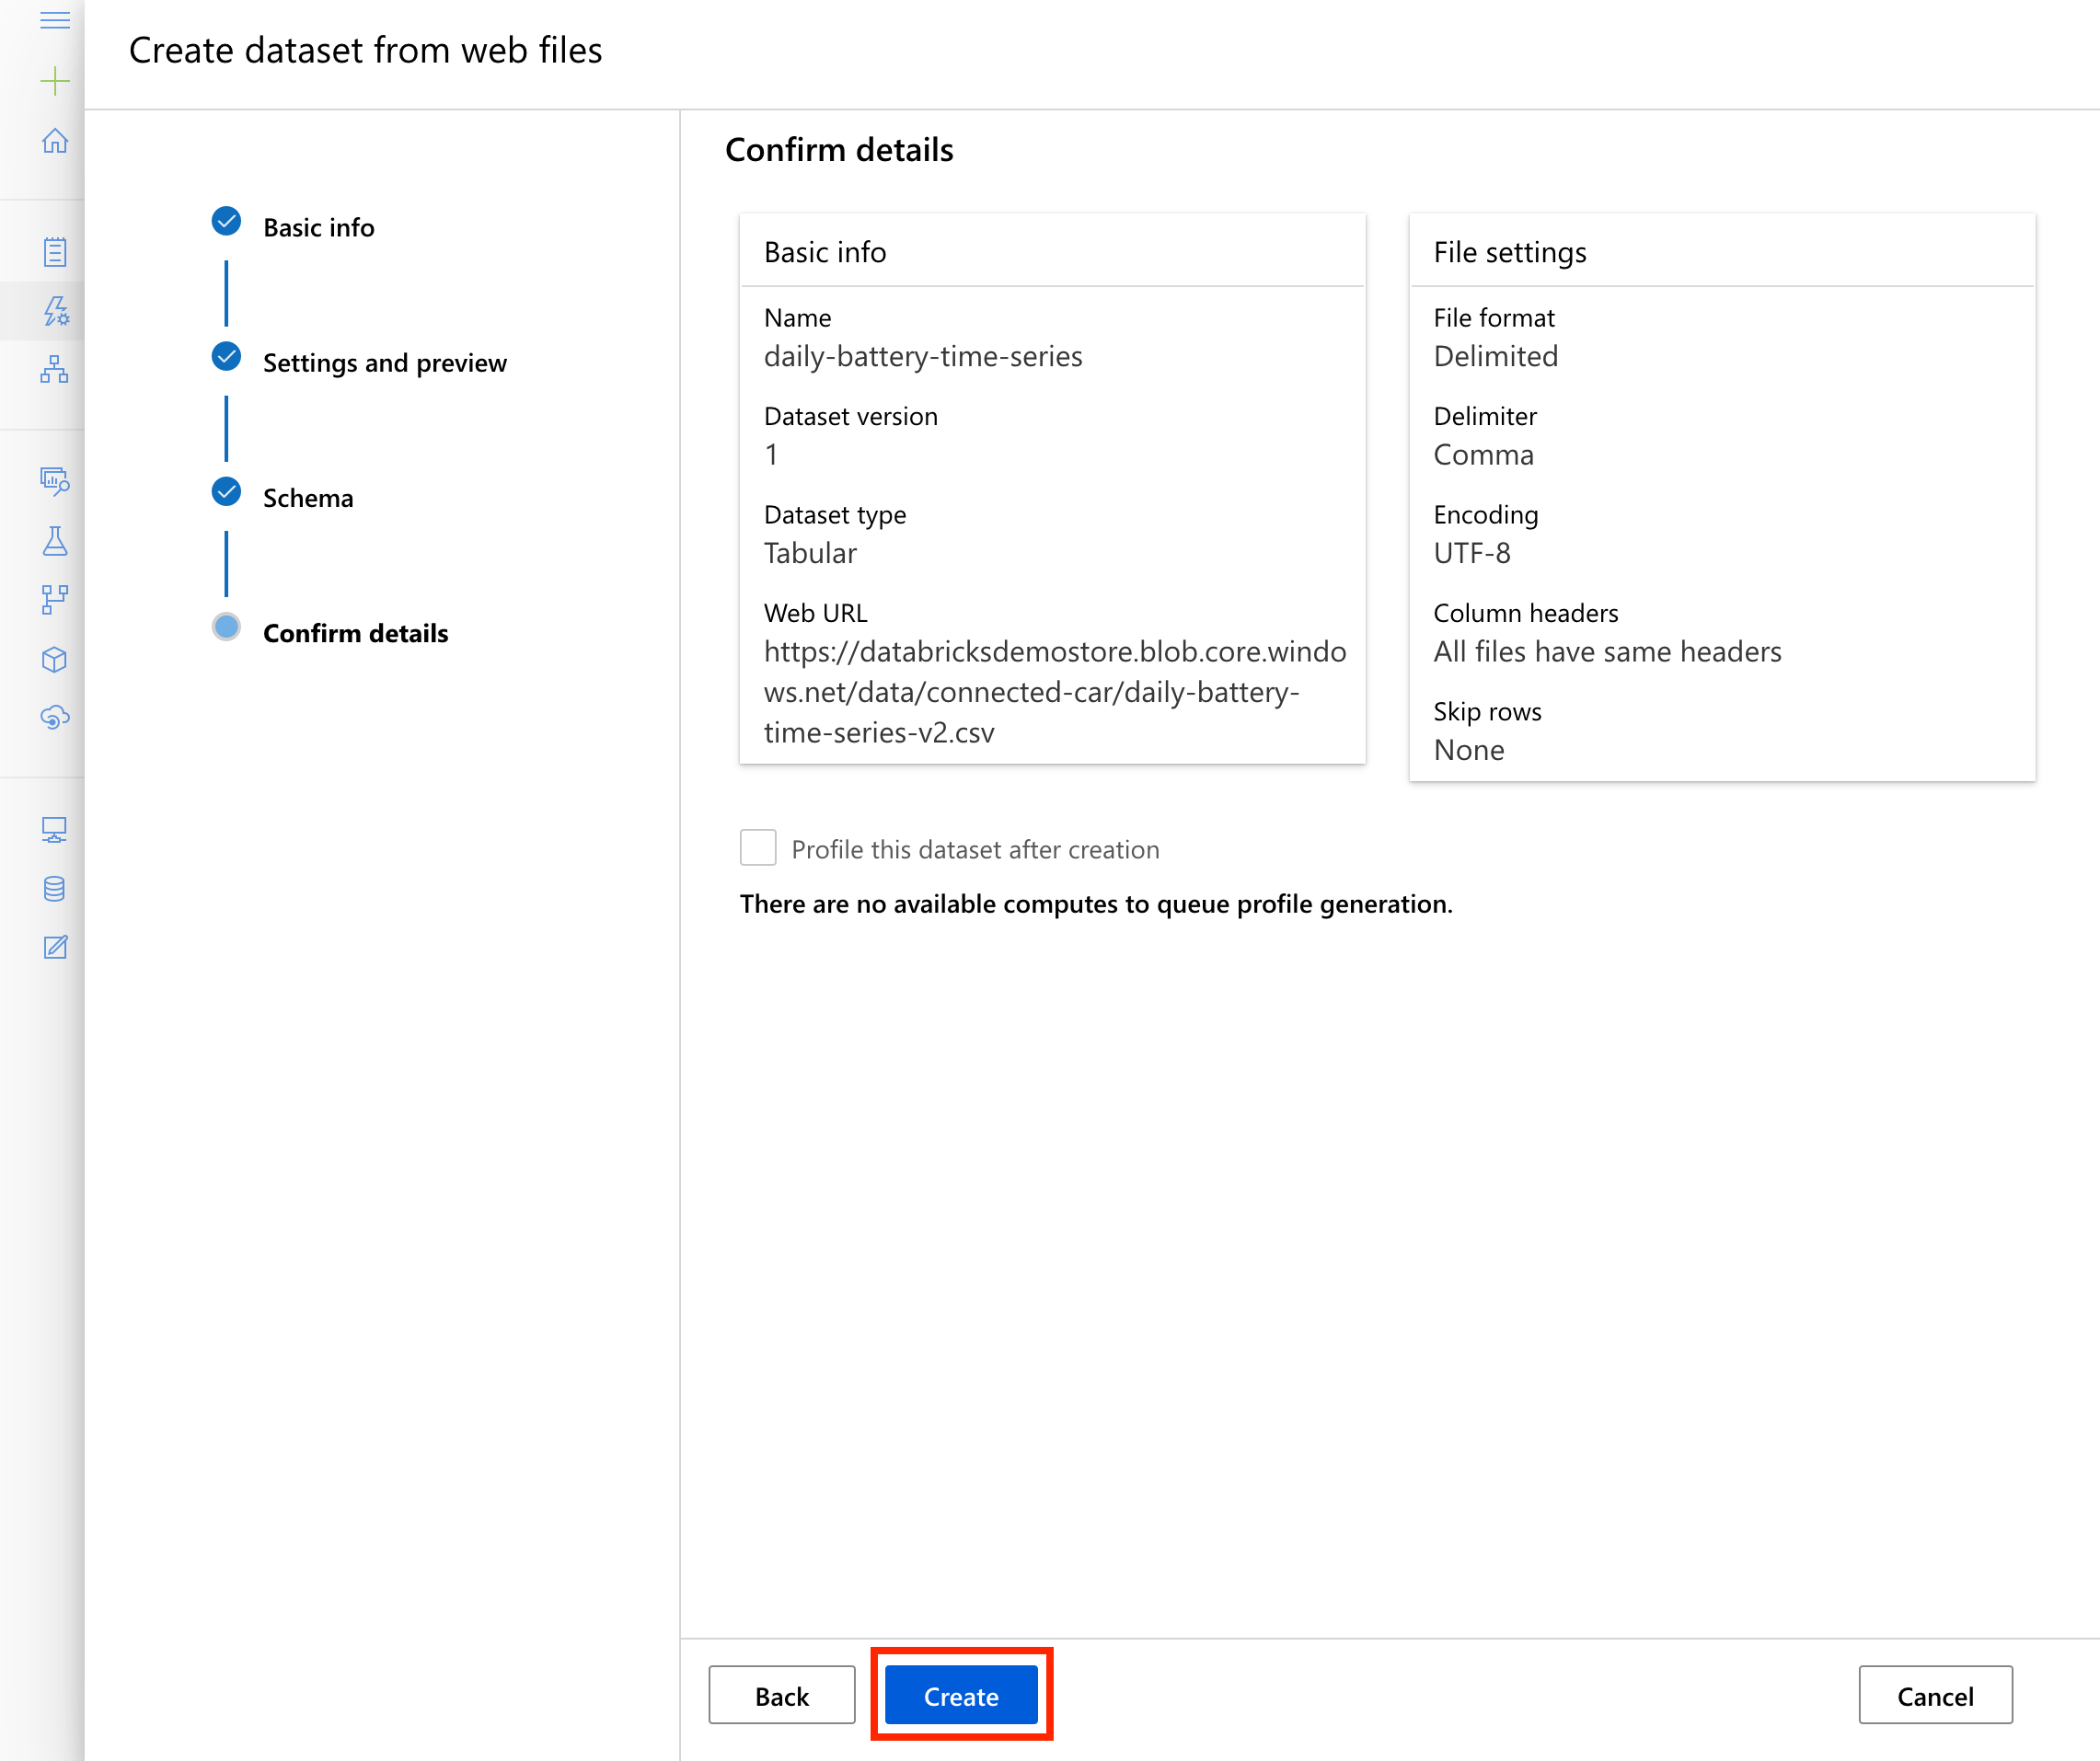 Create dataset from web files
Basic info
Settings and preview
Schema
Confirm details
Confirm details
Basic info
Name
daily-battery-time-series
Dataset version
1
Dataset type
Tabular
Web URL
https://databricksdemostore.blob.core.windo
ws.net/data/connected-car/daily-battery-
time-series-v2.csv
File settings
File format
Delimited
Delimiter
Comma
Encoding
UTF-8
Column headers
All files have same headers
Skip rows
None
Profile this dataset after creation
There are no available computes to queue profile generation.
Back
Create
Cancel